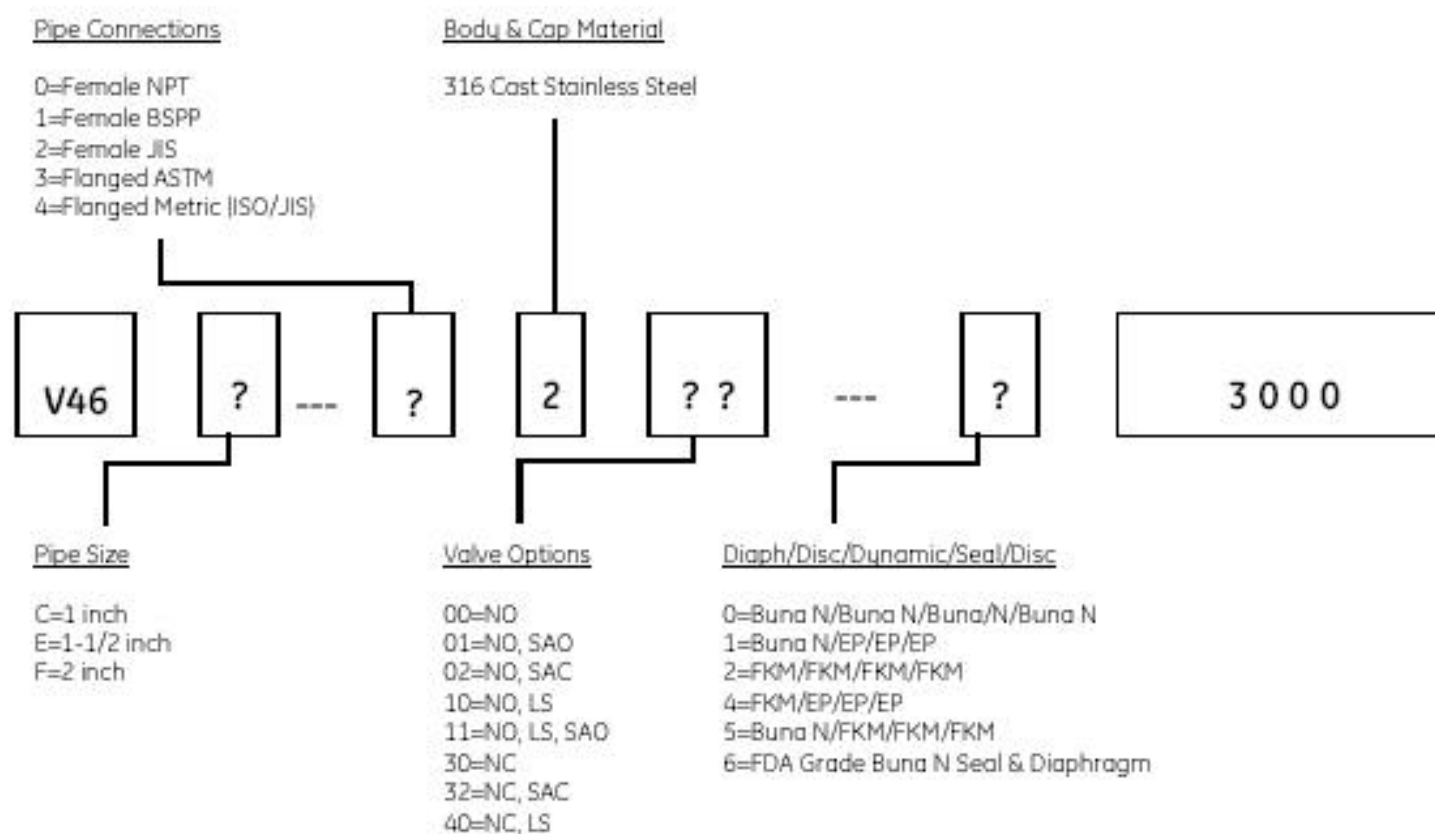 Pipe Connections
0=Female NPT
1=Female BSPP
2=Female JIS
3=Flanged ASTM
4=Flanged Metric (ISO/JIS)
Body & Cap Material
316 Cast Stainless Steel
V46 ? --- ? 2 ? ? --- ? 3 0 0 0
Pipe Size
C=1 inch
E=1-1/2 inch
F=2 inch
Valve Options
00=NO
01=NO, SAO
02=NO, SAC
10=NO, LS
11=NO, LS, SAO
30=NC
32=NC, SAC
40=NC, LS
Diaph/Disc/Dynamic/Seal/Disc
0=Buna N/Buna N/Buna/N/Buna N
1=Buna N/EP/EP/EP
2=FKM/FKM/FKM/FKM
4=FKM/EP/EP/EP
5=Buna N/FKM/FKM/FKM
6=FDA Grade Buna N Seal & Diaphragm